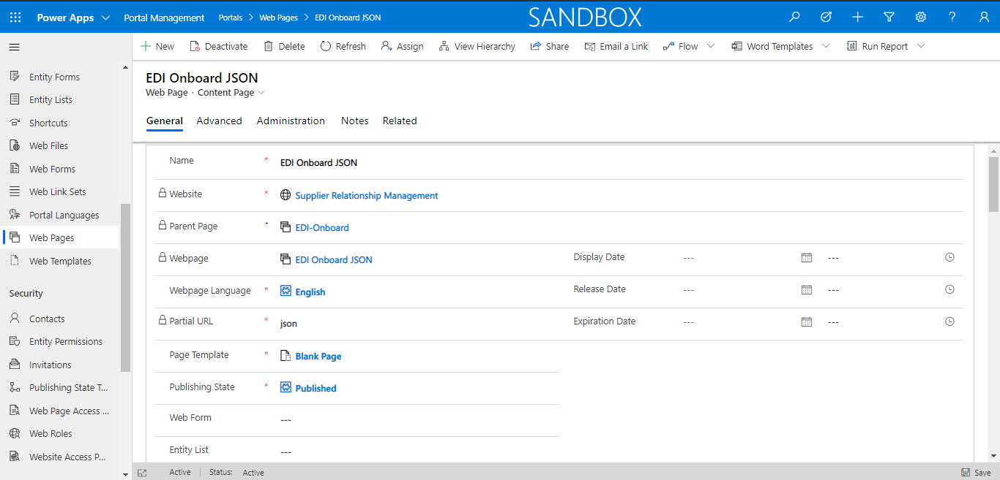 Power Apps Portal Management Portals Web Pages EDI Onboard JSON SANDBOX
New Deactivate Delete Refresh Assign View Hierarchy Share Email a Link Flow Word Templates Run Report
Entity Forms
Entity Lists
Shortcuts
Web Files
Web Forms
Web Link Sets
Portal Languages
Web Pages
Web Templates
Security
Contacts
Entity Permissions
Invitations
Publishing State T...
Web Page Access ...
Web Roles
Website Access P...
EDI Onboard JSON
Web Page · Content Page
General Advanced Administration Notes Related
Name * EDI Onboard JSON
Website * Supplier Relationship Management
Parent Page EDI-Onboard
Webpage EDI Onboard JSON Display Date --- ---
Webpage Language * English Release Date --- ---
Partial URL * json Expiration Date --- ---
Page Template * Blank Page
Publishing State * Published
Web Form ---
Entity List ---
Active Status: Active Save